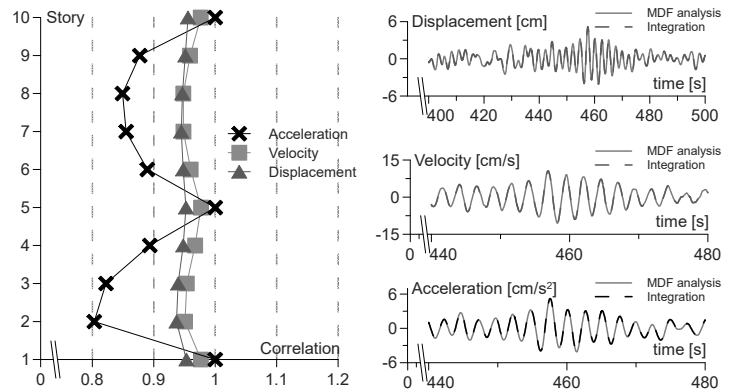 10 Story
9
8
7
6
5
4
3
2
1
Correlation
0 0.8 0.9 1 1.1 1.2
Acceleration
Velocity
Displacement
6 Displacement [cm]
MDF analysis
Integration
0
time [s]
-6
0 400 420 440 460 480 500
15 Velocity [cm/s]
MDF analysis
Integration
0
time [s]
-15
0 440 460 480
6 Acceleration [cm/s²]
MDF analysis
Integration
0
time [s]
-6
0 440 460 480